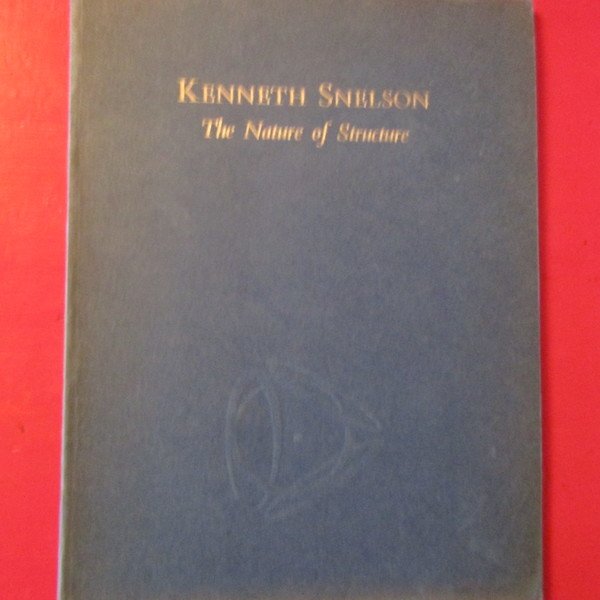 KENNETH SNELSON
The Nature of Structure